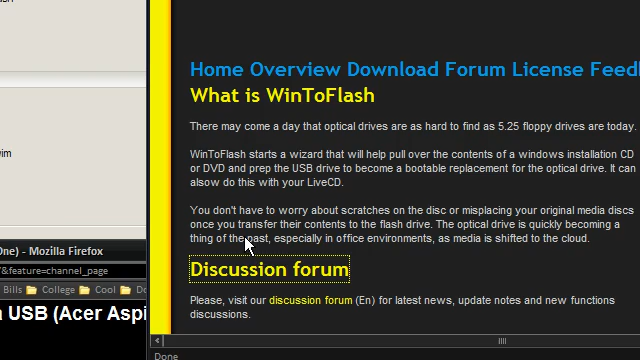 vim
Home Overview Download Forum License
What is WinToFlash
There may come a day that optical drives are as hard to find as 5.25 floppy drives are today.
WinToFlash starts a wizard that will help pull over the contents of a windows installation CD
or DVD and prep the USB drive to become a bootable replacement for the optical drive. It can
alsow do this with your LiveCD.
You don't have to worry about scratches on the disc or misplacing your original media discs
once you transfer their contents to the flash drive. The optical drive is quickly becoming a
thing of the past, especially in office environments, as media is shifted to the cloud.
One) - Mozilla Firefox
Discussion forum
/&feature=channel_page
Bills College Cool Do
Please, visit our discussion forum (En) for latest news, update notes and new functions
discussions.
a USB (Acer Aspi
Done